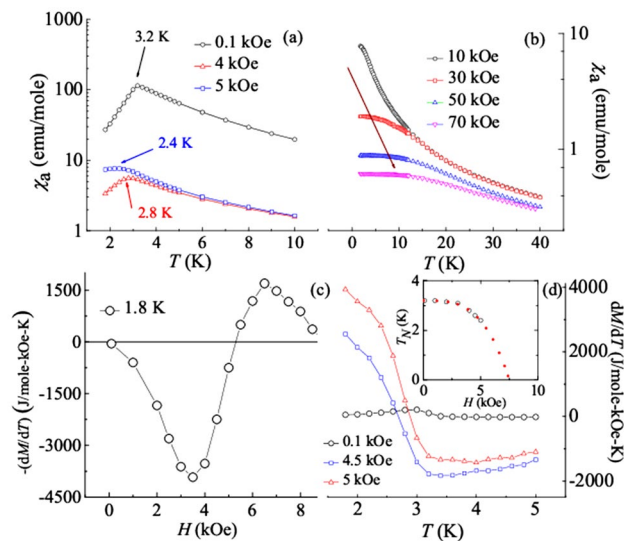 3.2 K
(a)
0.1 kOe
4 kOe
5 kOe
2.4 K
2.8 K
100
10
1
χa (emu/mole)
2 4 6 8 10
T (K)
(b)
10 kOe
30 kOe
50 kOe
70 kOe
10
1
χa (emu/mole)
0 10 20 30 40
T (K)
(c)
1.8 K
1500
0
-1500
-3000
-4500
-(dM/dT) (J/mole-kOe-K)
0 2 4 6 8
H (kOe)
(d)
4
2
0
TN (K)
0 5 10
H (kOe)
0.1 kOe
4.5 kOe
5 kOe
4000
2000
0
-2000
dM/dT (J/mole-kOe-K)
2 3 4 5
T (K)